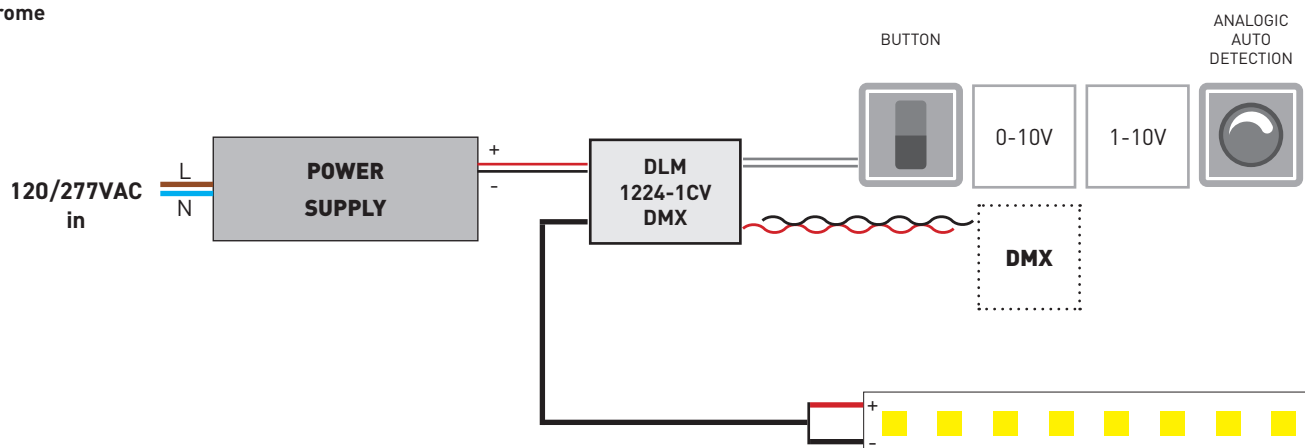 rome
BUTTON
ANALOGIC
AUTO
DETECTION
120/277VAC
in
L
N
POWER
SUPPLY
+
-
DLM
1224-1CV
DMX
0-10V
1-10V
DMX
+
-